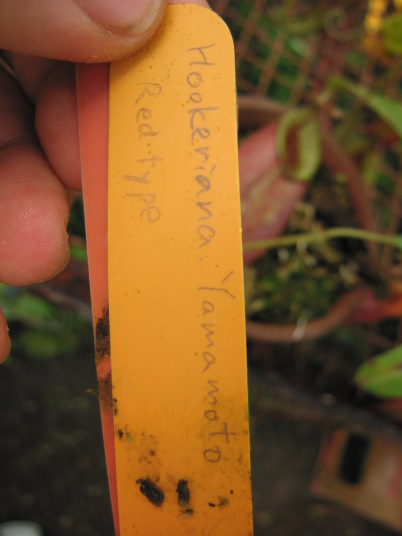 Hookeriana. Yamamoto
Red type